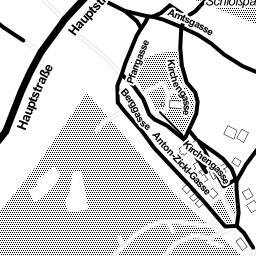 Schloßpa
Hauptstr
Amtsgasse
Pfarrgasse
Kirchengasse
Hauptstraße
Berggasse
Anton-Zickl-Gasse
Kirchengasse